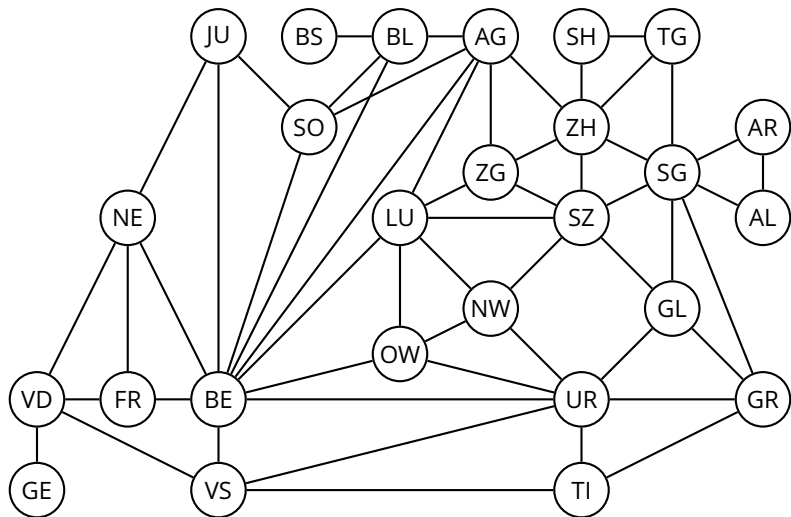 JU BS BL AG SH TG
SO ZH AR
ZG SG
NE LU SZ AL
NW GL
OW
VD FR BE UR GR
GE VS TI